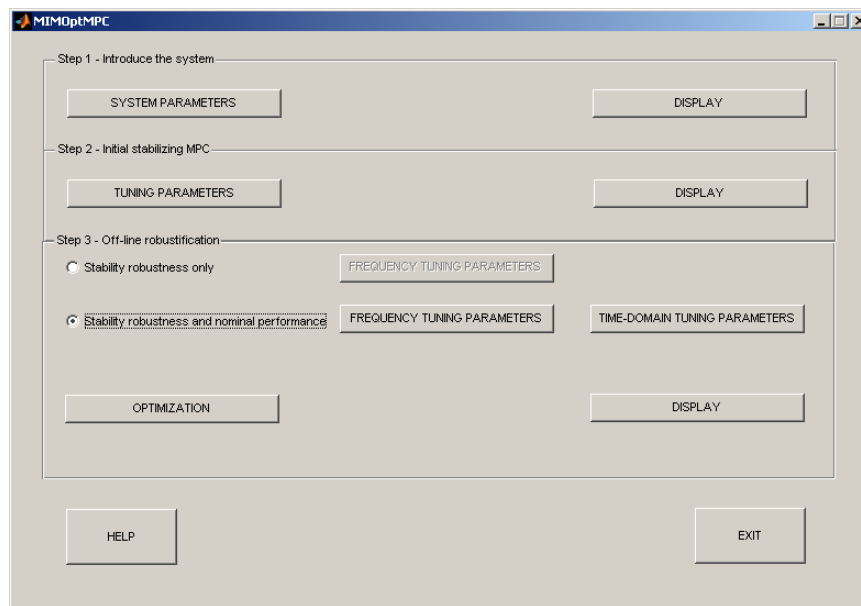 MIMOptMPC
Step 1 - Introduce the system
SYSTEM PARAMETERS DISPLAY
Step 2 - Initial stabilizing MPC
TUNING PARAMETERS DISPLAY
Step 3 - Off-line robustification
Stability robustness only FREQUENCY TUNING PARAMETERS
Stability robustness and nominal performance FREQUENCY TUNING PARAMETERS TIME-DOMAIN TUNING PARAMETERS
OPTIMIZATION DISPLAY
HELP EXIT